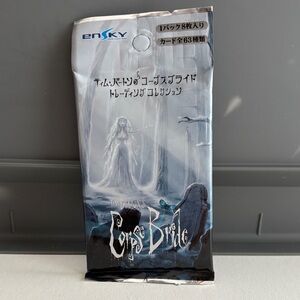 ensky
1パック8枚入り
カード全63種類
ティム・バートンのコープスブライド
トレーディングコレクション
Corpse Bride